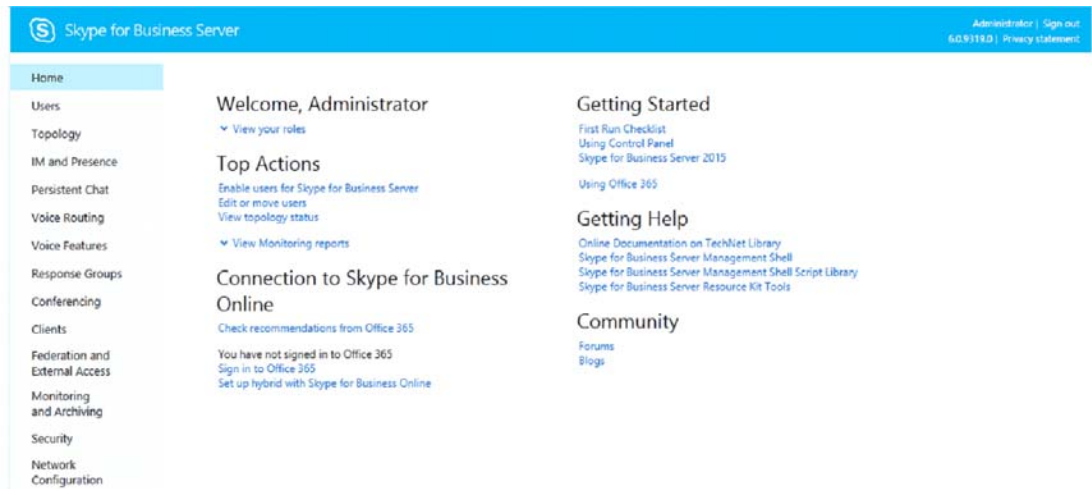 Skype for Business Server
Administrator | Sign out
6.0.9319.0 | Privacy statement
Home
Users
Topology
IM and Presence
Persistent Chat
Voice Routing
Voice Features
Response Groups
Conferencing
Clients
Federation and
External Access
Monitoring
and Archiving
Security
Network
Configuration
Welcome, Administrator
View your roles
Top Actions
Enable users for Skype for Business Server
Edit or move users
View topology status
View Monitoring reports
Connection to Skype for Business
Online
Check recommendations from Office 365
You have not signed in to Office 365
Sign in to Office 365
Set up hybrid with Skype for Business Online
Getting Started
First Run Checklist
Using Control Panel
Skype for Business Server 2015
Using Office 365
Getting Help
Online Documentation on TechNet Library
Skype for Business Server Management Shell
Skype for Business Server Management Shell Script Library
Skype for Business Server Resource Kit Tools
Community
Forums
Blogs